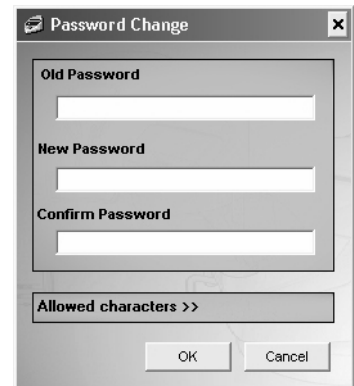 Password Change
Old Password
New Password
Confirm Password
Allowed characters >>
OK
Cancel